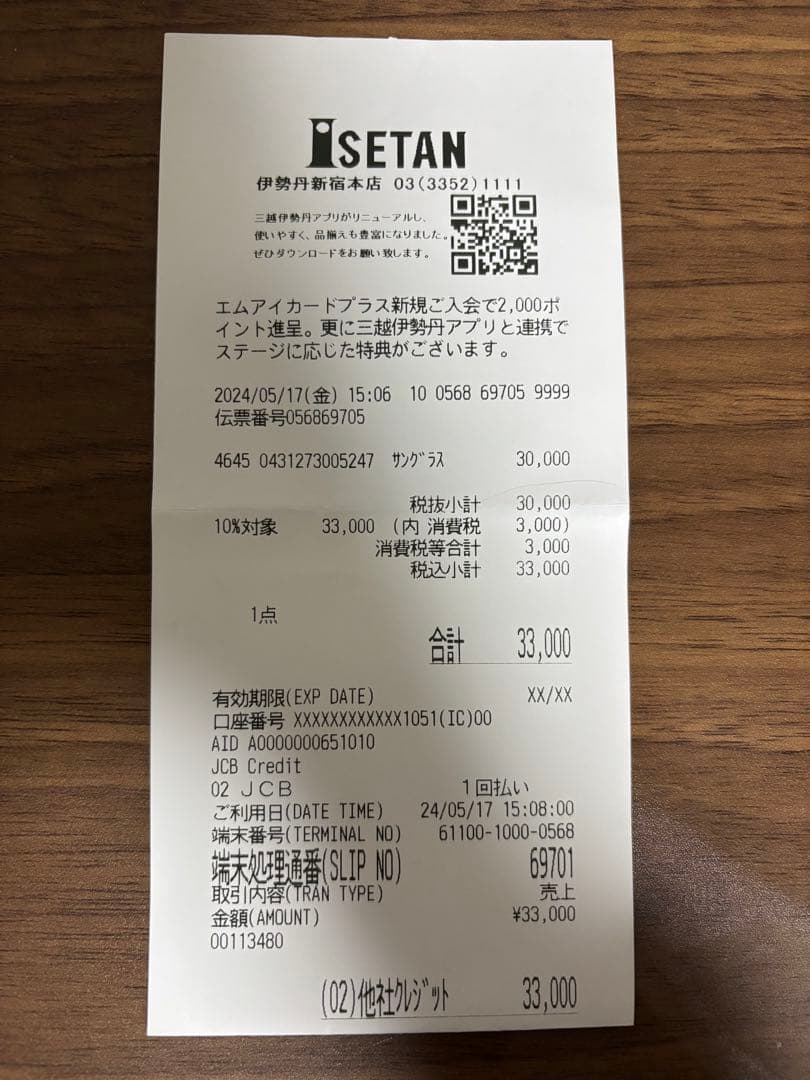 ISETAN
伊勢丹新宿本店 03(3352)1111
三越伊勢丹アプリがリニューアルし、
使いやすく、品揃えも豊富になりました。
ぜひダウンロードをお願い致します。
エムアイカードプラス新規ご入会で2,000ポ
イント進呈。更に三越伊勢丹アプリと連携で
ステージに応じた特典がございます。
2024/05/17(金) 15:06 10 0568 69705 9999
伝票番号056869705
4645 0431273005247 ｻﾝｸﾞﾗｽ 30,000
税抜小計 30,000
10%対象 33,000 (内 消費税 3,000)
消費税等合計 3,000
税込小計 33,000
1点
合計 33,000
有効期限(EXP DATE) XX/XX
口座番号 XXXXXXXXXXXX1051(IC)00
AID A0000000651010
JCB Credit
02 ＪＣＢ １回払い
ご利用日(DATE TIME) 24/05/17 15:08:00
端末番号(TERMINAL NO) 61100-1000-0568
端末処理通番(SLIP NO) 69701
取引内容(TRAN TYPE) 売上
金額(AMOUNT) ¥33,000
00113480
(02)他社ｸﾚｼﾞｯﾄ 33,000